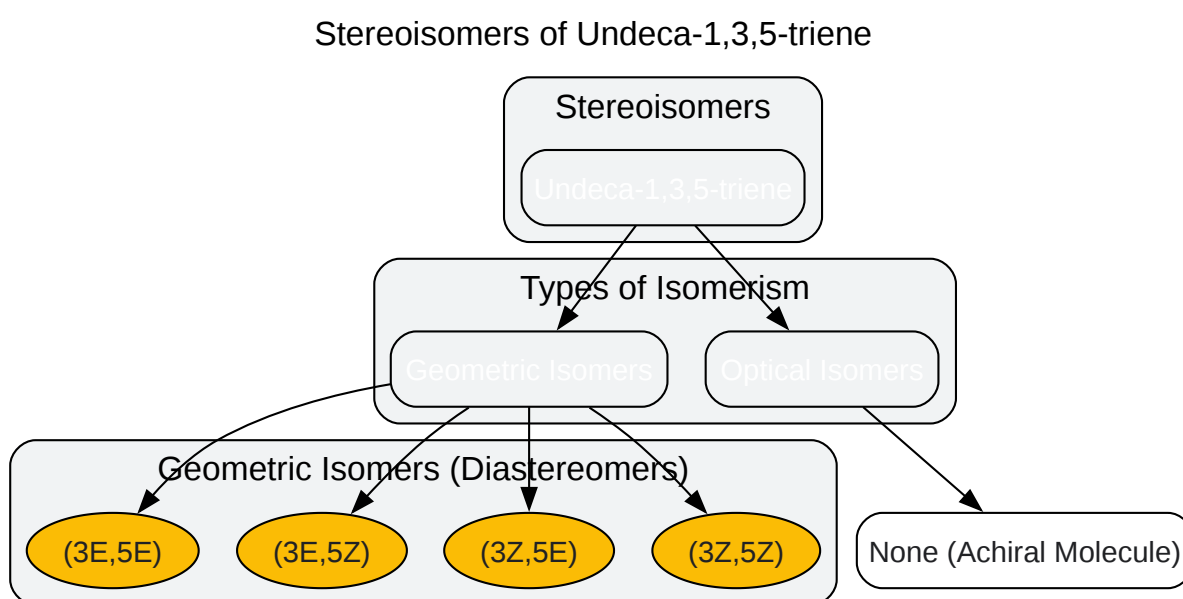 Stereoisomers of Undeca-1,3,5-triene
Stereoisomers
Undeca-1,3,5-triene
Types of Isomerism
Geometric Isomers
Optical Isomers
Geometric Isomers (Diastereomers)
(3E,5E)
(3E,5Z)
(3Z,5E)
(3Z,5Z)
None (Achiral Molecule)